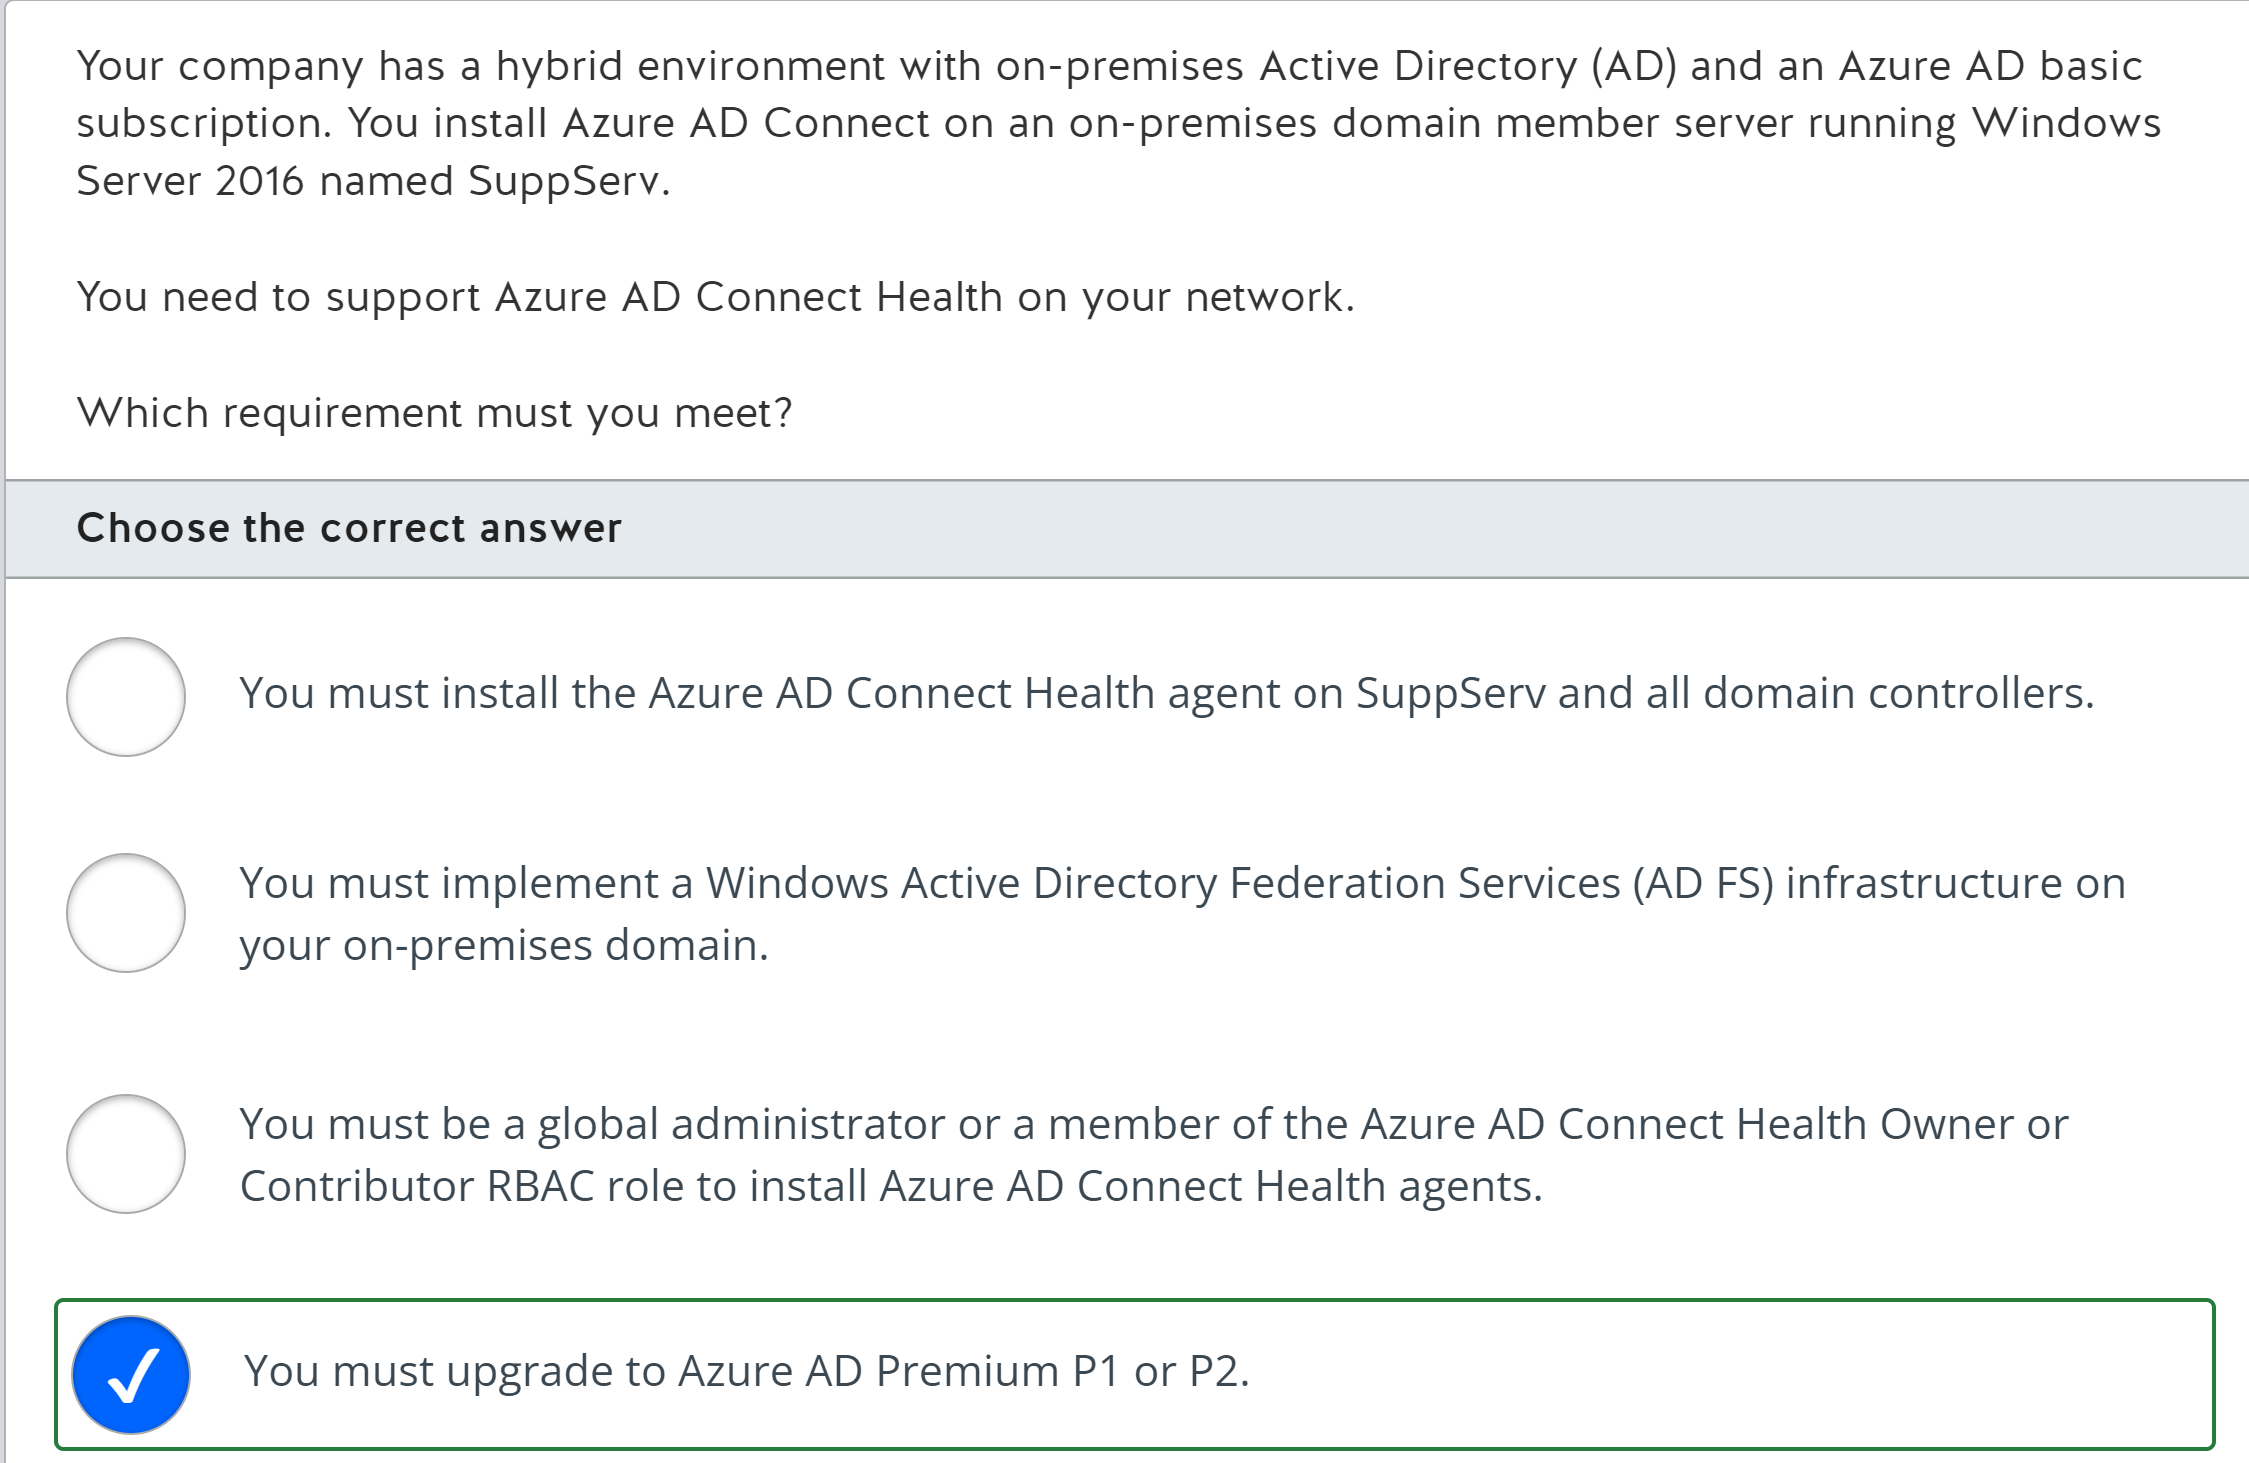 Your company has a hybrid environment with on-premises Active Directory (AD) and an Azure AD basic
subscription. You install Azure AD Connect on an on-premises domain member server running Windows
Server 2016 named SuppServ.
You need to support Azure AD Connect Health on your network.
Which requirement must you meet?
Choose the correct answer
You must install the Azure AD Connect Health agent on SuppServ and all domain controllers.
You must implement a Windows Active Directory Federation Services (AD FS) infrastructure on
your on-premises domain.
You must be a global administrator or a member of the Azure AD Connect Health Owner or
Contributor RBAC role to install Azure AD Connect Health agents.
You must upgrade to Azure AD Premium P1 or P2.